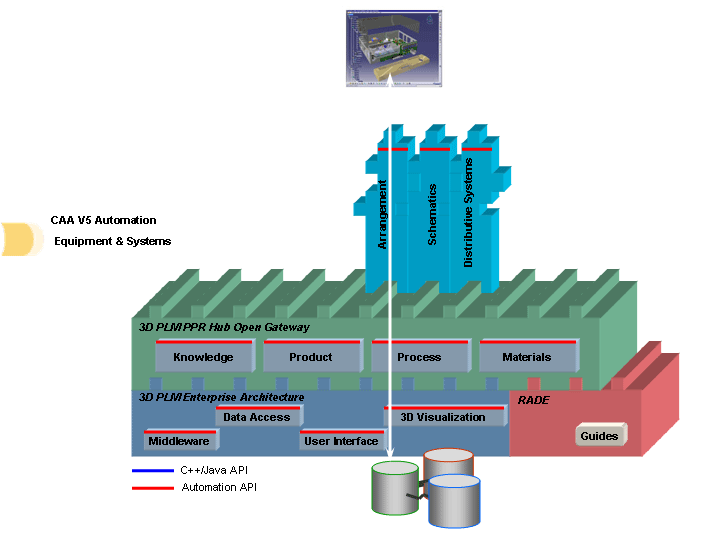 CAA V5 Automation
Equipment & Systems
Arrangement
Schematics
Distributive Systems
3D PLM PPR Hub Open Gateway
Knowledge
Product
Process
Materials
3D PLM Enterprise Architecture
Data Access
3D Visualization
Middleware
User Interface
RADE
Guides
C++/Java API
Automation API